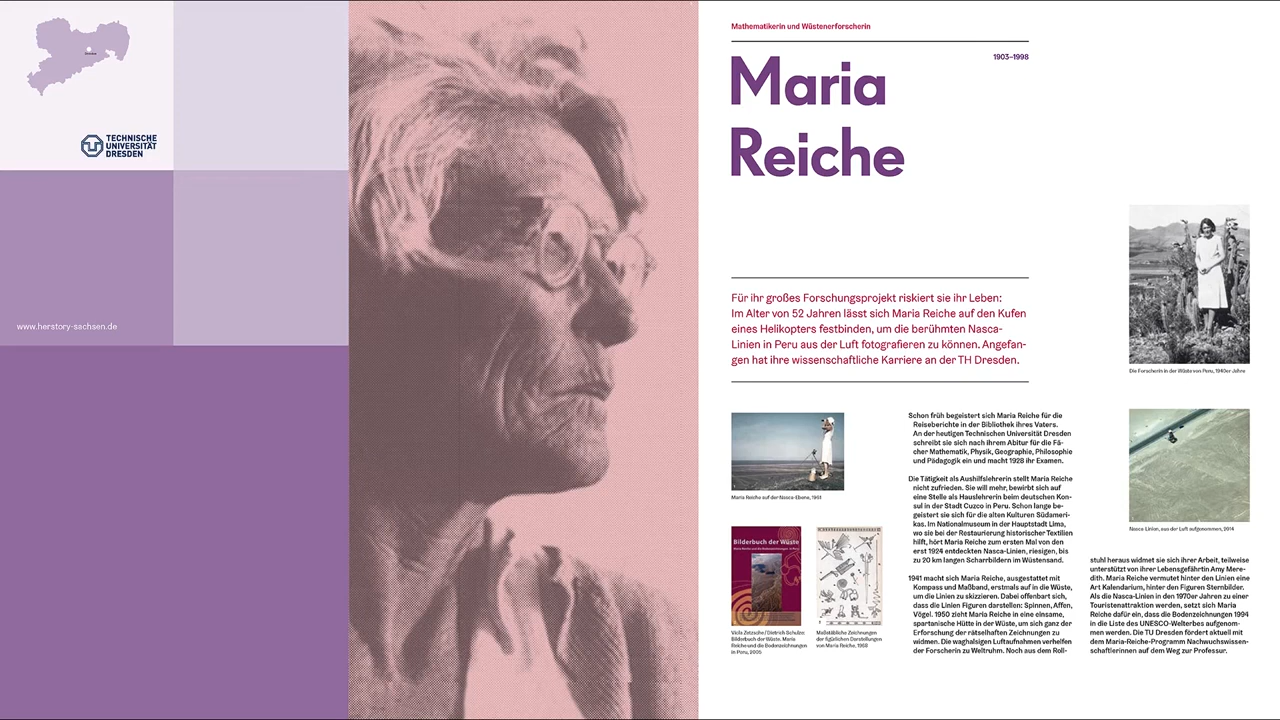 Dresden
TECHNISCHE
UNIVERSITÄT
DRESDEN
www.herstory-sachsen.de
Mathematikerin und Wüstenerforscherin
1903–1998
Maria
Reiche
Für ihr großes Forschungsprojekt riskiert sie ihr Leben:
Im Alter von 52 Jahren lässt sich Maria Reiche auf den Kufen
eines Helikopters festbinden, um die berühmten Nasca-
Linien in Peru aus der Luft fotografieren zu können. Angefan-
gen hat ihre wissenschaftliche Karriere an der TH Dresden.
Maria Reiche auf der Nasca-Ebene, 1961
Bilderbuch der Wüste
Maria Reiche und die Bodenzeichnungen in Peru
Viola Zetzsche / Dietrich Schulze:
Bilderbuch der Wüste. Maria
Reiche und die Bodenzeichnungen
in Peru, 2005
Maßstäbliche Zeichnungen
der figürlichen Darstellungen
von Maria Reiche, 1968
Schon früh begeistert sich Maria Reiche für die
Reiseberichte in der Bibliothek ihres Vaters.
An der heutigen Technischen Universität Dresden
schreibt sie sich nach ihrem Abitur für die Fä-
cher Mathematik, Physik, Geographie, Philosophie
und Pädagogik ein und macht 1928 ihr Examen.
Die Tätigkeit als Aushilfslehrerin stellt Maria Reiche
nicht zufrieden. Sie will mehr, bewirbt sich auf
eine Stelle als Hauslehrerin beim deutschen Kon-
sul in der Stadt Cuzco in Peru. Schon lange be-
geistert sie sich für die alten Kulturen Südameri-
kas. Im Nationalmuseum in der Hauptstadt Lima,
wo sie bei der Restaurierung historischer Textilien
hilft, hört Maria Reiche zum ersten Mal von den
erst 1924 entdeckten Nasca-Linien, riesigen, bis
zu 20 km langen Scharrbildern im Wüstensand.
1941 macht sich Maria Reiche, ausgestattet mit
Kompass und Maßband, erstmals auf in die Wüste,
um die Linien zu skizzieren. Dabei offenbart sich,
dass die Linien Figuren darstellen: Spinnen, Affen,
Vögel. 1950 zieht Maria Reiche in eine einsame,
spartanische Hütte in der Wüste, um sich ganz der
Erforschung der rätselhaften Zeichnungen zu
widmen. Die waghalsigen Luftaufnahmen verhelfen
der Forscherin zu Weltruhm. Noch aus dem Roll-
Die Forscherin in der Wüste von Peru, 1940er Jahre
Nasca-Linien, aus der Luft aufgenommen, 2014
stuhl heraus widmet sie sich ihrer Arbeit, teilweise
unterstützt von ihrer Lebensgefährtin Amy Mere-
dith. Maria Reiche vermutet hinter den Linien eine
Art Kalendarium, hinter den Figuren Sternbilder.
Als die Nasca-Linien in den 1970er Jahren zu einer
Touristenattraktion werden, setzt sich Maria
Reiche dafür ein, dass die Bodenzeichnungen 1994
in die Liste des UNESCO-Welterbes aufgenom-
men werden. Die TU Dresden fördert aktuell mit
dem Maria-Reiche-Programm Nachwuchswissen-
schaftlerinnen auf dem Weg zur Professur.